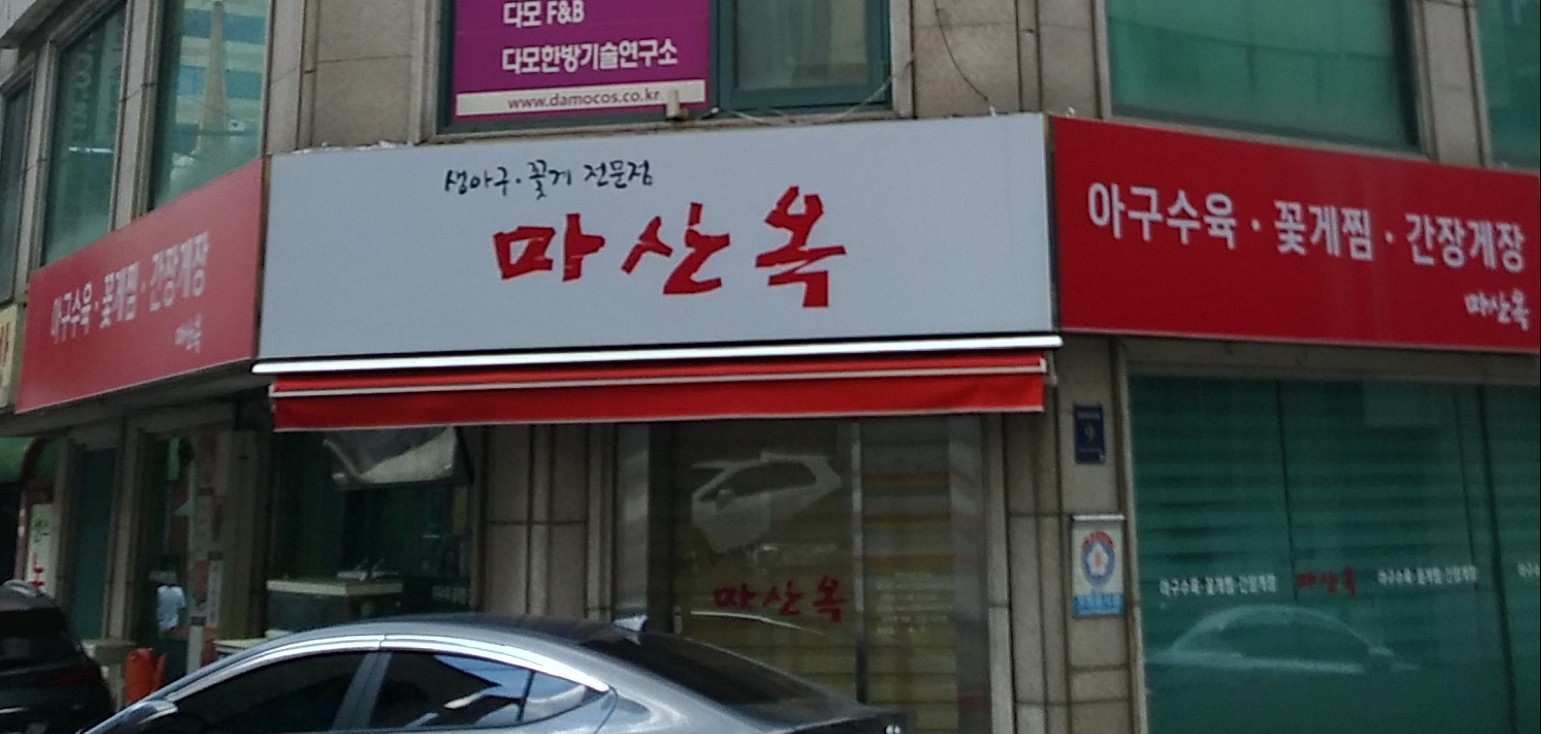 다모 F&B
다모한방기술연구소
www.damocos.co.kr
생아구·꽃게 전문점
마산옥
아구수육·꽃게찜·간장게장
마산옥
아구수육·꽃게찜·간장게장
마산옥
마산옥
아구수육·꽃게찜·간장게장 마산옥 아구수육·꽃게찜·간장게장